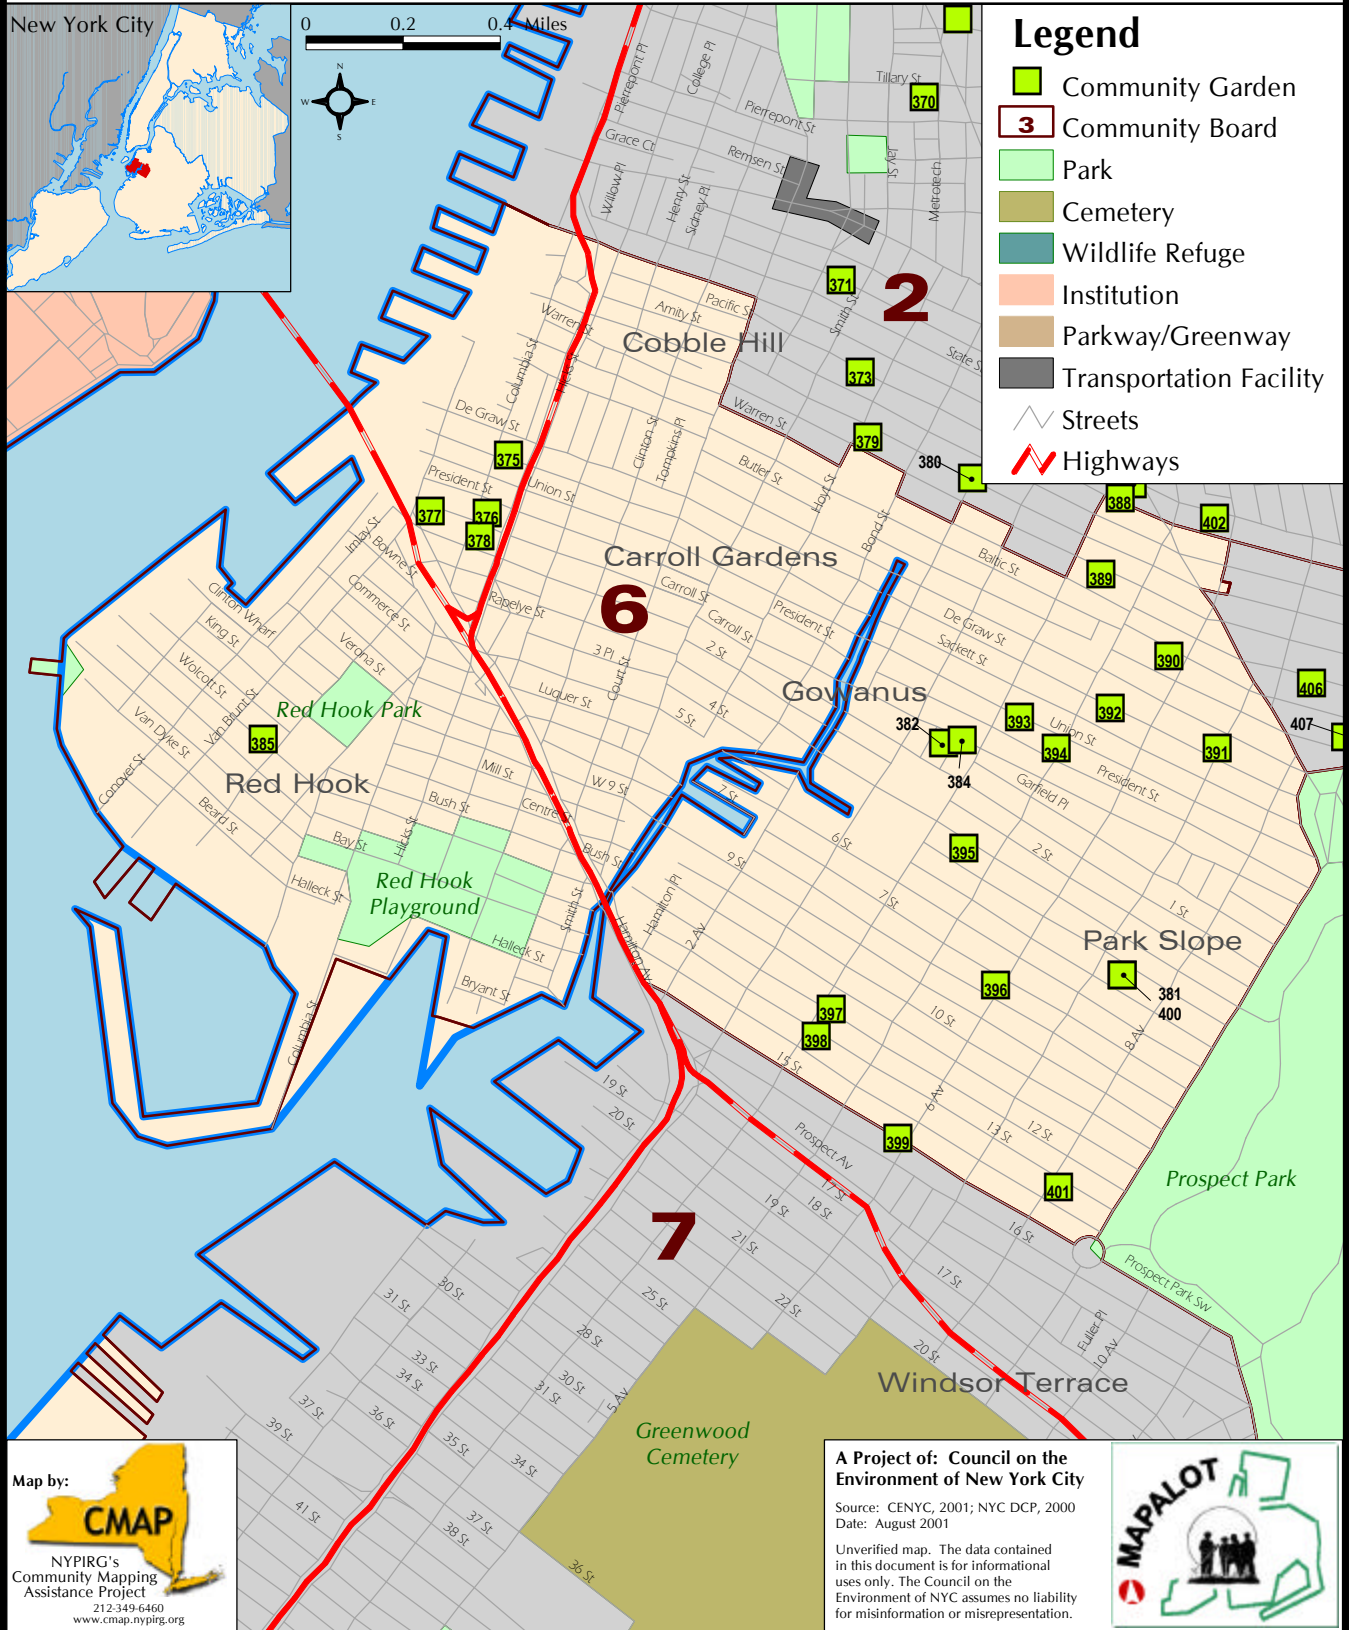 New York City
0
0.2
0.4 Miles
N
W
E
S
Legend
Community Garden
3
Community Board
Park
Cemetery
Wildlife Refuge
Institution
Parkway/Greenway
Transportation Facility
Streets
Highways
Pierrepont Pl
College Pl
Tillary St
370
Pierrepont St
Grace Ct
Remsen St
Jay St
Willow Pl
Henry St
Sidney Pl
Metrotech
371
2
Smith St
State S
Pacific S
Amity St
Warren St
Cobble Hill
Columbia St
Hicks St
373
De Graw St
Warren St
Clinton St
Tompkins Pl
379
375
380
Butler St
Hoyt St
President St
Union St
377
376
378
388
402
Bond St
Imlay St
Bowne St
Carroll Gardens
Baltic St
389
Commerce St
Rapelye St
6
Carroll St
Clinton Wharf
King St
Carroll St
President St
De Graw St
Sackett St
Verona St
3 Pl
2 St
390
Wolcott St
Court St
Luquer St
Gowanus
406
Red Hook Park
Van Brunt St
4 St
5 St
392
393
407
382
Union St
Van Dyke St
385
394
391
Conover St
Red Hook
Mill St
W 9 St
384
President St
Garfield Pl
7 St
Bush St
Centre St
Beard St
6 St
Bay St
Hicks St
Bush St
9 St
395
2 St
Red Hook
Playground
Halleck St
Smith St
Hamilton Pl
7 St
1 St
2 Av
Halleck St
Hamilton Av
Park Slope
Bryant St
396
381
400
Columbia St
397
10 St
398
8 Av
15 St
19 St
6 Av
20 St
13 St
12 St
Prospect Av
399
Prospect Park
17 St
401
19 St
18 St
7
16 St
21 St
Prospect Park Sw
17 St
30 St
31 St
25 St
22 St
28 St
Fuller Pl
10 Av
20 St
33 St
34 St
30 St
31 St
Windsor Terrace
5 Av
37 St
36 St
39 St
35 St
Greenwood
Cemetery
34 St
41 St
37 St
38 St
36 St
Map by:
CMAP
NYPIRG's
Community Mapping
Assistance Project
212-349-6460
www.cmap.nypirg.org
A Project of: Council on the
Environment of New York City
Source: CENYC, 2001; NYC DCP, 2000
Date: August 2001
Unverified map. The data contained
in this document is for informational
uses only. The Council on the
Environment of NYC assumes no liability
for misinformation or misrepresentation.
MAPALOT